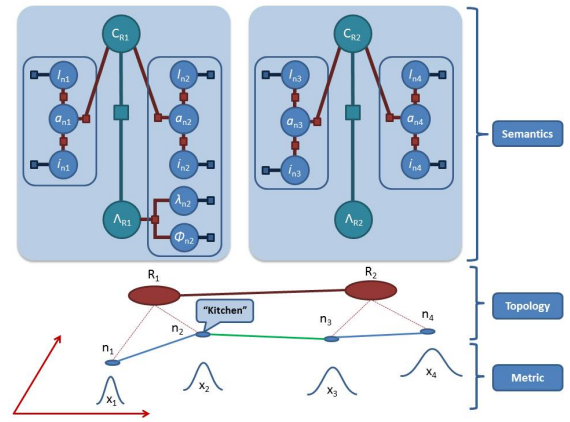 C_R1
C_R2
l_n1
l_n2
l_n3
l_n4
a_n1
a_n2
a_n3
a_n4
Semantics
i_n1
i_n2
i_n3
i_n4
λ_n2
Λ_R1
Λ_R2
Φ_n2
R_1
R_2
"Kitchen"
Topology
n_1
n_2
n_3
n_4
x_1
x_2
x_3
x_4
Metric